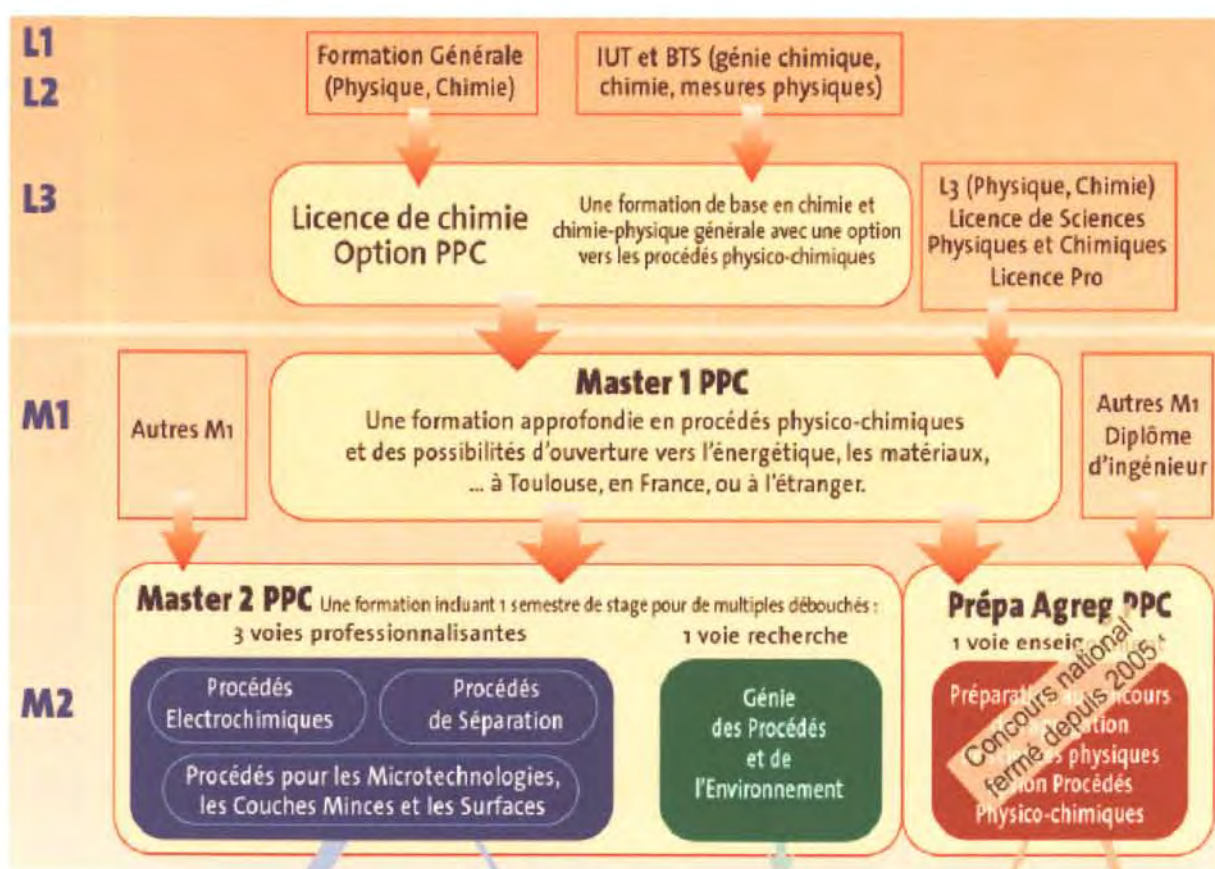 L1
L2
Formation Générale
(Physique, Chimie)
IUT et BTS (génie chimique,
chimie, mesures physiques)
L3
Licence de chimie
Option PPC
Une formation de base en chimie et
chimie-physique générale avec une option
vers les procédés physico-chimiques
L3 (Physique, Chimie)
Licence de Sciences
Physiques et Chimiques
Licence Pro
M1
Autres M1
Master 1 PPC
Une formation approfondie en procédés physico-chimiques
et des possibilités d'ouverture vers l'énergétique, les matériaux,
... à Toulouse, en France, ou à l'étranger.
Autres M1
Diplôme
d'ingénieur
M2
Master 2 PPC Une formation incluant 1 semestre de stage pour de multiples débouchés :
3 voies professionnalisantes
1 voie recherche
Procédés
Electrochimiques
Procédés
de Séparation
Procédés pour les Microtechnologies,
les Couches Minces et les Surfaces
Génie
des Procédés
et de
l'Environnement
Prépa Agreg PPC
1 voie
Concours national
fermé depuis 2005
physiques
Procédés
Physico-chimiques